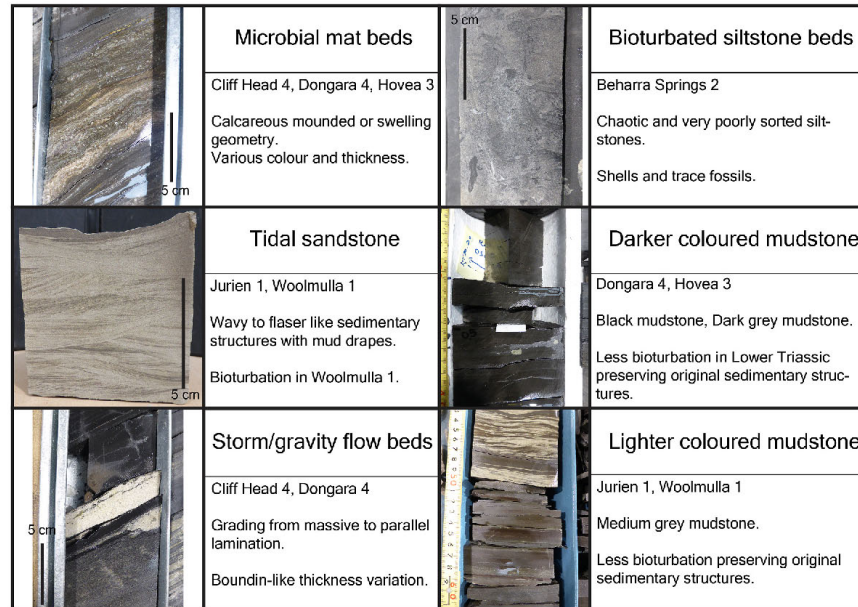 Microbial mat beds
Cliff Head 4, Dongara 4, Hovea 3
Calcareous mounded or swelling
geometry.
Various colour and thickness.
5 cm
5 cm
Bioturbated siltstone beds
Beharra Springs 2
Chaotic and very poorly sorted silt-
stones.
Shells and trace fossils.
Tidal sandstone
Jurien 1, Woolmulla 1
Wavy to flaser like sedimentary
structures with mud drapes.
Bioturbation in Woolmulla 1.
5 cm
Darker coloured mudstone
Dongara 4, Hovea 3
Black mudstone, Dark grey mudstone.
Less bioturbation in Lower Triassic
preserving original sedimentary struc-
tures.
Storm/gravity flow beds
Cliff Head 4, Dongara 4
Grading from massive to parallel
lamination.
Boundin-like thickness variation.
5 cm
Lighter coloured mudstone
Jurien 1, Woolmulla 1
Medium grey mudstone.
Less bioturbation preserving original
sedimentary structures.